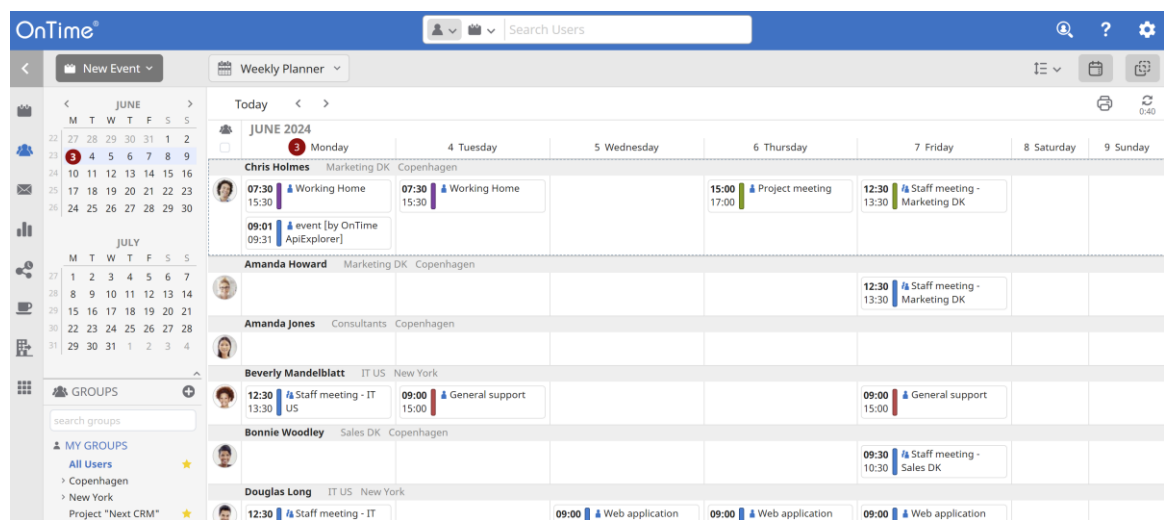 OnTime®
Search Users
?
New Event
Weekly Planner
JUNE
M T W T F S S
22 27 28 29 30 31 1 2
23 3 4 5 6 7 8 9
24 10 11 12 13 14 15 16
25 17 18 19 20 21 22 23
26 24 25 26 27 28 29 30
JULY
M T W T F S S
27 1 2 3 4 5 6 7
28 8 9 10 11 12 13 14
29 15 16 17 18 19 20 21
30 22 23 24 25 26 27 28
31 29 30 31 1 2 3 4
GROUPS
search groups
MY GROUPS
All Users
> Copenhagen
> New York
Project "Next CRM"
Today
0:40
JUNE 2024
3 Monday 4 Tuesday 5 Wednesday 6 Thursday 7 Friday 8 Saturday 9 Sunday
Chris Holmes Marketing DK Copenhagen
07:30 Working Home 07:30 Working Home 15:00 Project meeting 12:30 Staff meeting -
15:30 15:30 17:00 13:30 Marketing DK
09:01 event [by OnTime
09:31 ApiExplorer]
Amanda Howard Marketing DK Copenhagen
12:30 Staff meeting -
13:30 Marketing DK
Amanda Jones Consultants Copenhagen
Beverly Mandelblatt IT US New York
12:30 Staff meeting - IT 09:00 General support 09:00 General support
13:30 US 15:00 15:00
Bonnie Woodley Sales DK Copenhagen
09:30 Staff meeting -
10:30 Sales DK
Douglas Long IT US New York
12:30 Staff meeting - IT 09:00 Web application 09:00 Web application 09:00 Web application